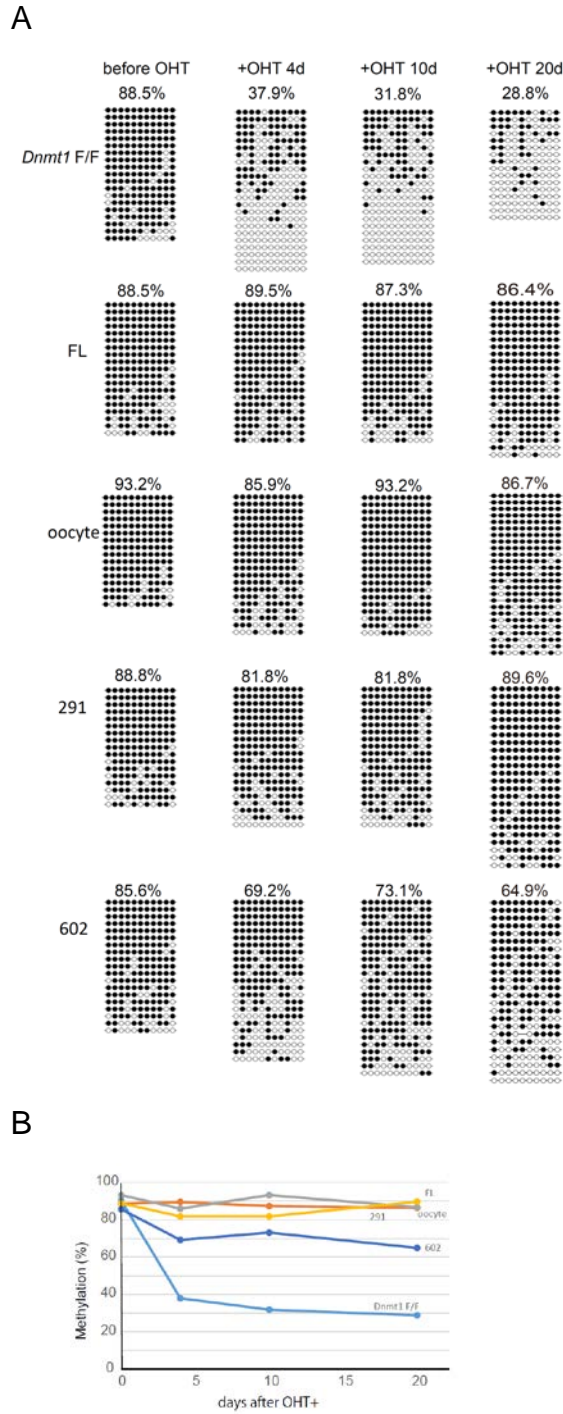 A
before OHT +OHT 4d +OHT 10d +OHT 20d
88.5% 37.9% 31.8% 28.8%
Dnmt1 F/F
88.5% 89.5% 87.3% 86.4%
FL
93.2% 85.9% 93.2% 86.7%
oocyte
88.8% 81.8% 81.8% 89.6%
291
85.6% 69.2% 73.1% 64.9%
602
B
100
80
60
40
20
0
Methylation (%)
fl
oocyte
291
602
Dnmt1 F/F
0 5 10 15 20
days after OHT+